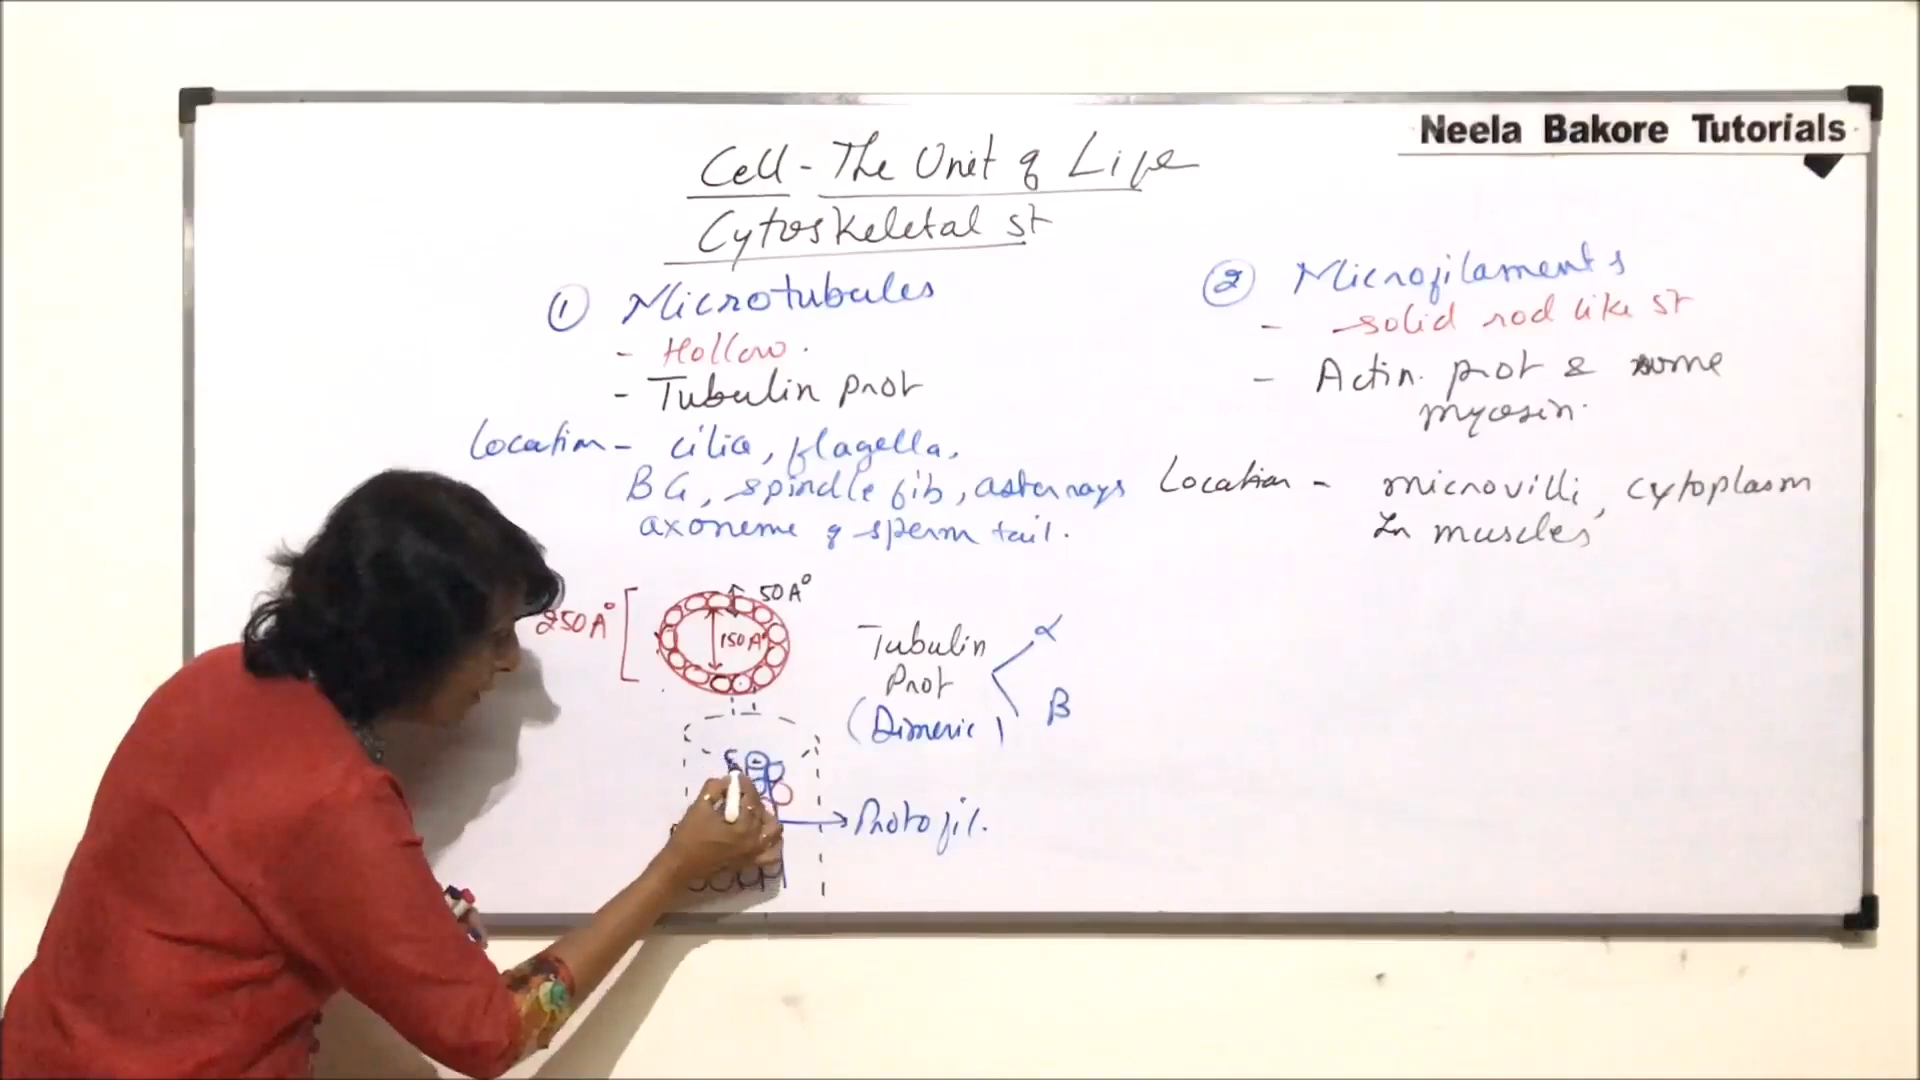 Neela Bakore Tutorials
Cell - The Unit of Life
Cytoskeletal st
① Microtubules
- Hollow.
- Tubulin prot
Location - cilia, flagella,
BG, spindle fib, aster rays
axoneme of sperm tail.
② Microfilaments
- solid rod like st
- Actin prot & some
myosin.
Location - microvilli, cytoplasm
In muscles
250A°
50A°
150A°
Tubulin
Prot
(Dimeric)
α
β
Protofil.